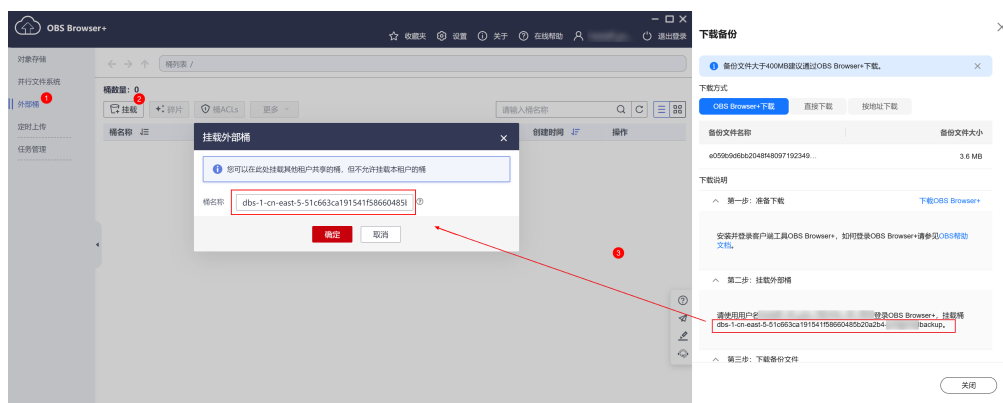 OBS Browser+
收藏夹 设置 关于 在线帮助 退出登录
对象存储
并行文件系统
外部桶 1
定时上传
任务管理
桶列表 /
桶数量：0
2
挂载 碎片 桶ACLs 更多 请输入桶名称
桶名称 创建时间 操作
挂载外部桶
您可以在此处挂载其他租户共享的桶，但不允许挂载本租户的桶
桶名称 dbs-1-cn-east-5-51c663ca191541f586604858
确定 取消
3
下载备份
备份文件大于400MB建议通过OBS Browser+下载。
下载方式
OBS Browser+下载 直接下载 按地址下载
备份文件名称 备份文件大小
e059b9d6bb2048f48097192349... 3.6 MB
下载说明
第一步：准备下载 下载OBS Browser+
安装并登录客户端工具OBS Browser+，如何登录OBS Browser+请参见OBS帮助
文档。
第二步：挂载外部桶
请使用用户名 登录OBS Browser+，挂载桶
dbs-1-cn-east-5-51c663ca191541f58660485b20a2b4 backup。
第三步：下载备份文件
关闭